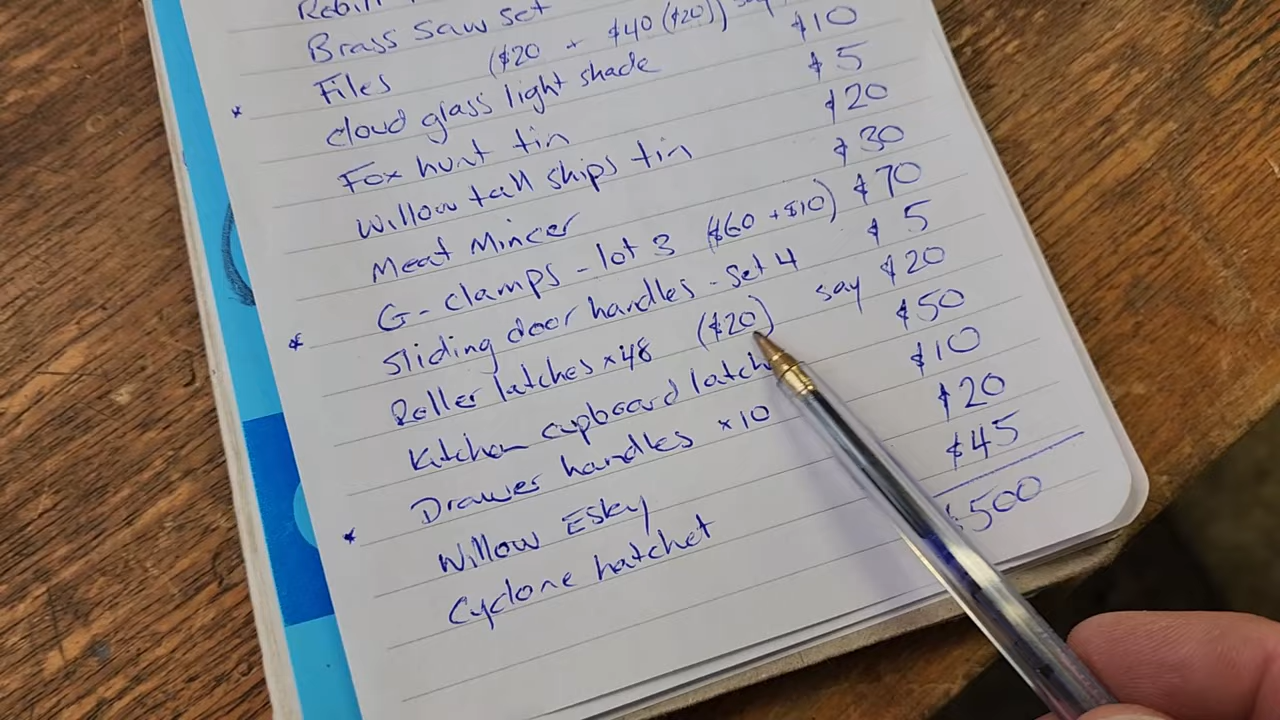 Brass saw set
Files ($20 + $40 ($20)) say
* cloud glass light shade $10
Fox hunt tin $5
Willow tall ships tin $20
Meat Mincer $30
G-clamps - lot 3 ($60 + $10) $70
* Sliding door handles - set 4 $5
Roller latches x48 ($20) say $20
Kitchen cupboard latch $50
Drawer handles x10 $10
* Willow Esky $20
Cyclone hatchet $45
$500